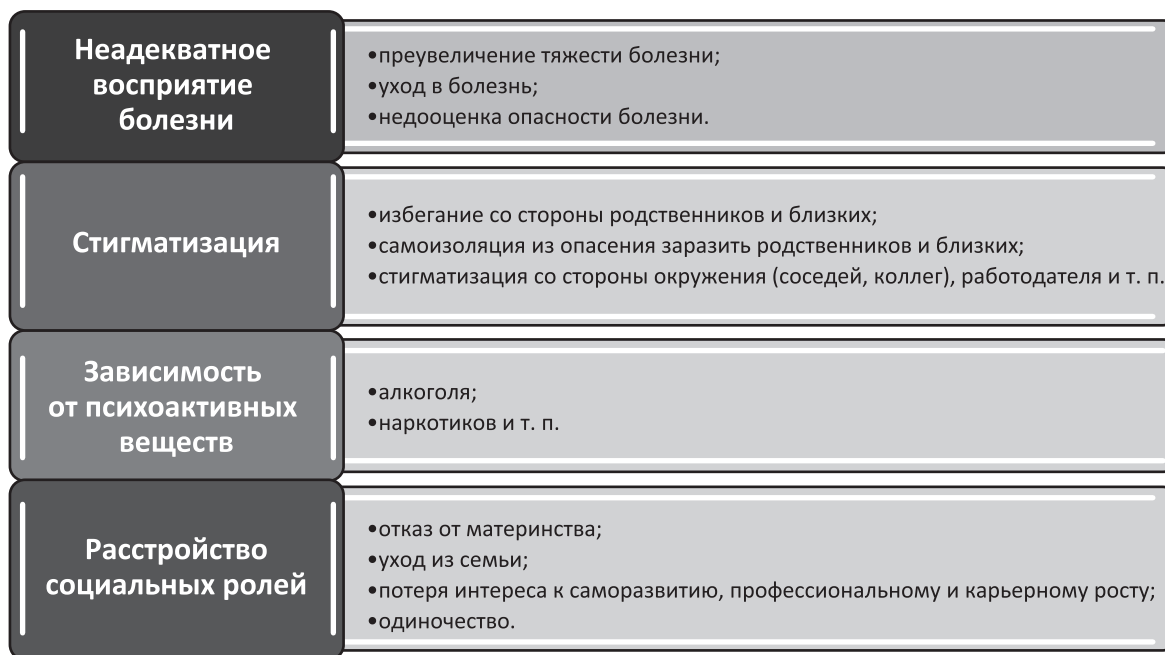 Неадекватное
восприятие
болезни
•преувеличение тяжести болезни;
•уход в болезнь;
•недооценка опасности болезни.
Стигматизация
•избегание со стороны родственников и близких;
•самоизоляция из опасения заразить родственников и близких;
•стигматизация со стороны окружения (соседей, коллег), работодателя и т. п.
Зависимость
от психоактивных
веществ
•алкоголя;
•наркотиков и т. п.
Расстройство
социальных ролей
•отказ от материнства;
•уход из семьи;
•потеря интереса к саморазвитию, профессиональному и карьерному росту;
•одиночество.